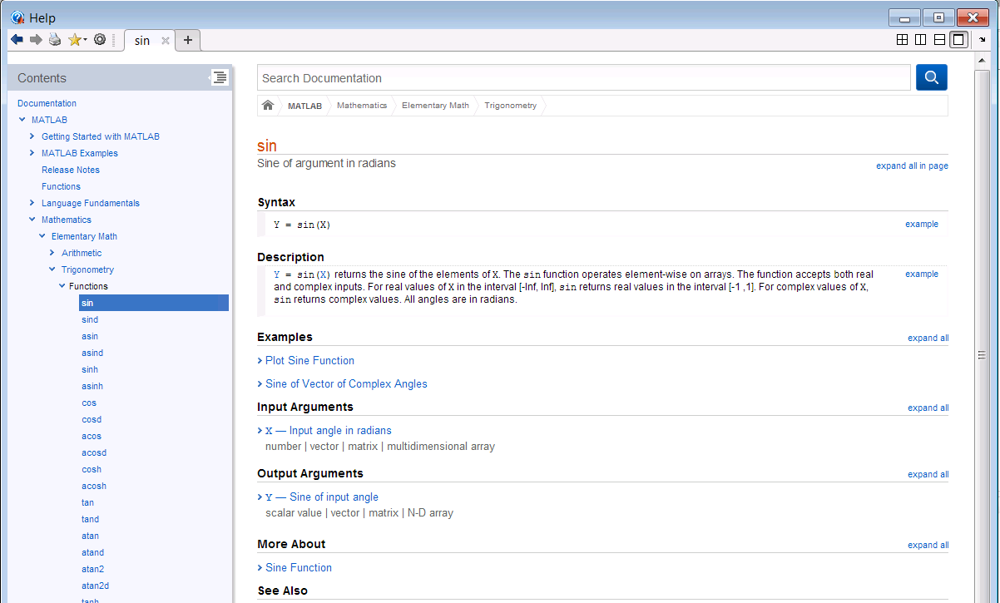 Help
sin
Contents
Documentation
MATLAB
Getting Started with MATLAB
MATLAB Examples
Release Notes
Functions
Language Fundamentals
Mathematics
Elementary Math
Arithmetic
Trigonometry
Functions
sin
sind
asin
asind
sinh
asinh
cos
cosd
acos
acosd
cosh
acosh
tan
tand
atan
atand
atan2
atan2d
tanh
Search Documentation
MATLAB Mathematics Elementary Math Trigonometry
sin
Sine of argument in radians
expand all in page
Syntax
Y = sin(X) example
Description
Y = sin(X) returns the sine of the elements of X. The sin function operates element-wise on arrays. The function accepts both real example
and complex inputs. For real values of X in the interval [-Inf, Inf], sin returns real values in the interval [-1 ,1]. For complex values of X,
sin returns complex values. All angles are in radians.
Examples expand all
Plot Sine Function
Sine of Vector of Complex Angles
Input Arguments expand all
X — Input angle in radians
number | vector | matrix | multidimensional array
Output Arguments expand all
Y — Sine of input angle
scalar value | vector | matrix | N-D array
More About expand all
Sine Function
See Also